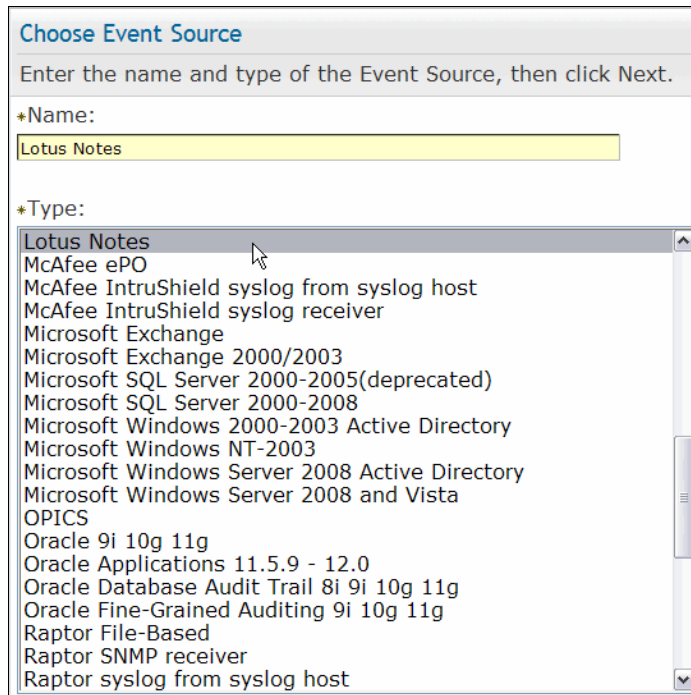 Choose Event Source
Enter the name and type of the Event Source, then click Next.
*Name:
Lotus Notes
*Type:
Lotus Notes
McAfee ePO
McAfee IntruShield syslog from syslog host
McAfee IntruShield syslog receiver
Microsoft Exchange
Microsoft Exchange 2000/2003
Microsoft SQL Server 2000-2005(deprecated)
Microsoft SQL Server 2000-2008
Microsoft Windows 2000-2003 Active Directory
Microsoft Windows NT-2003
Microsoft Windows Server 2008 Active Directory
Microsoft Windows Server 2008 and Vista
OPICS
Oracle 9i 10g 11g
Oracle Applications 11.5.9 - 12.0
Oracle Database Audit Trail 8i 9i 10g 11g
Oracle Fine-Grained Auditing 9i 10g 11g
Raptor File-Based
Raptor SNMP receiver
Raptor syslog from syslog host